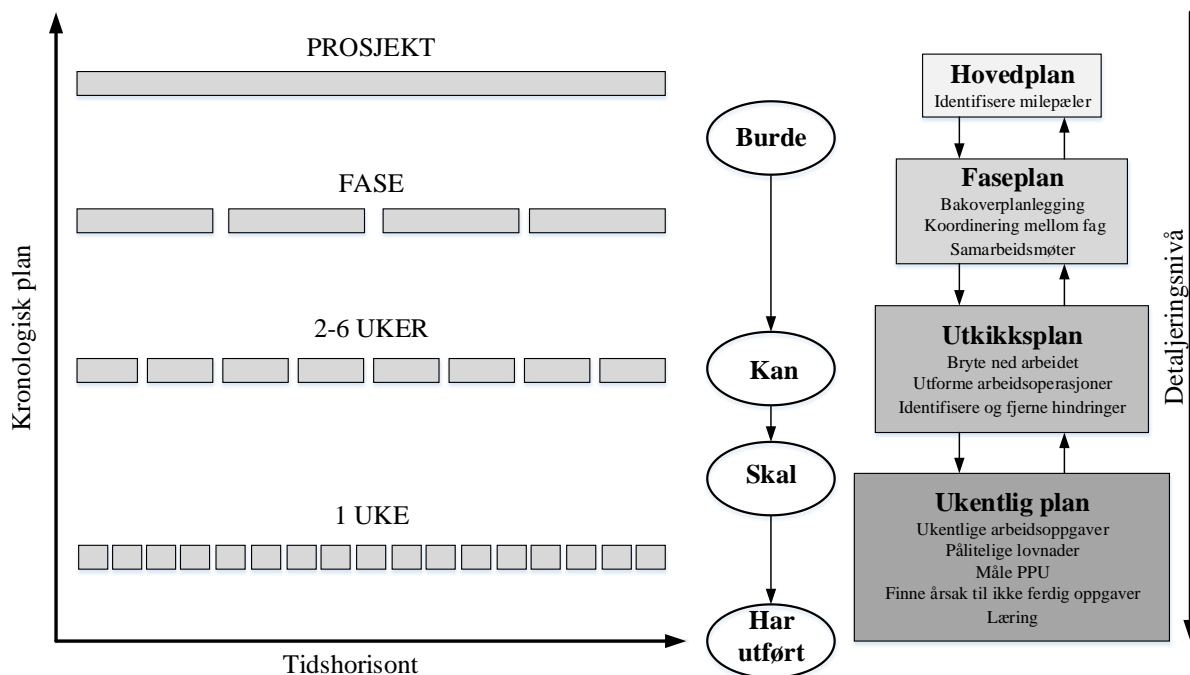 Kronologisk plan
PROSJEKT
FASE
2-6 UKER
1 UKE
Tidshorisont
Burde
Kan
Skal
Har
utført
Hovedplan
Identifisere milepæler
Faseplan
Bakoverplanlegging
Koordinering mellom fag
Samarbeidsmøter
Utkikksplan
Bryte ned arbeidet
Utforme arbeidsoperasjoner
Identifisere og fjerne hindringer
Ukentlig plan
Ukentlige arbeidsoppgaver
Pålitelige lovnader
Måle PPU
Finne årsak til ikke ferdig oppgaver
Læring
Detaljeringsnivå